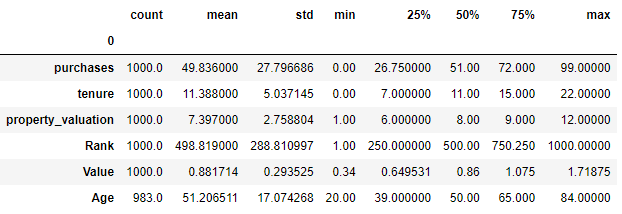 count mean std min 25% 50% 75% max
0
purchases 1000.0 49.836000 27.796686 0.00 26.750000 51.00 72.000 99.00000
tenure 1000.0 11.388000 5.037145 0.00 7.000000 11.00 15.000 22.00000
property_valuation 1000.0 7.397000 2.758804 1.00 6.000000 8.00 9.000 12.00000
Rank 1000.0 498.819000 288.810997 1.00 250.000000 500.00 750.250 1000.00000
Value 1000.0 0.881714 0.293525 0.34 0.649531 0.86 1.075 1.71875
Age 983.0 51.206511 17.074268 20.00 39.000000 50.00 65.000 84.00000